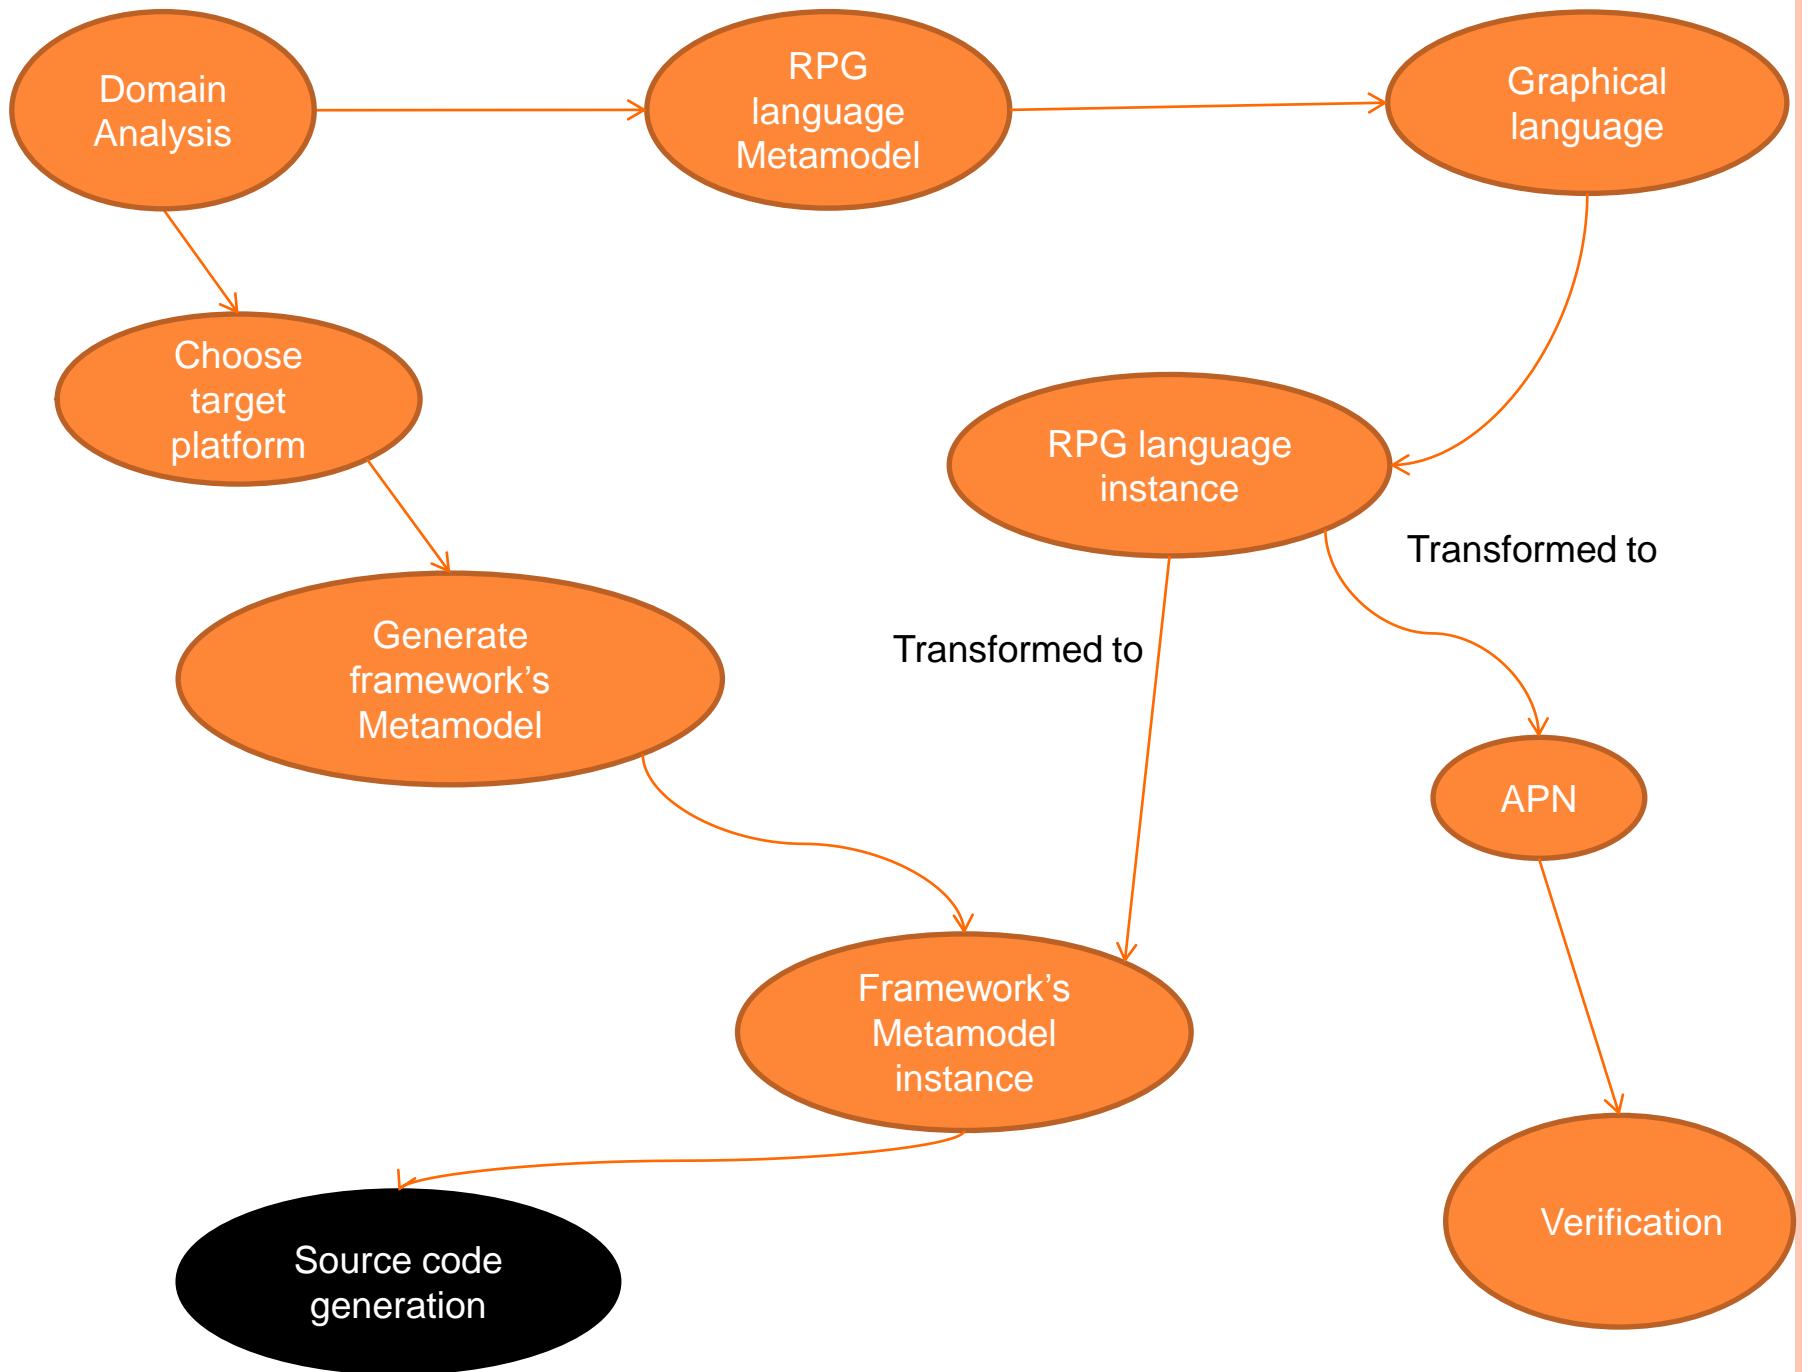 Domain
Analysis
RPG
language
Metamodel
Graphical
language
Choose
target
platform
RPG language
instance
Transformed to
Generate
framework’s
Metamodel
Transformed to
APN
Framework’s
Metamodel
instance
Verification
Source code
generation